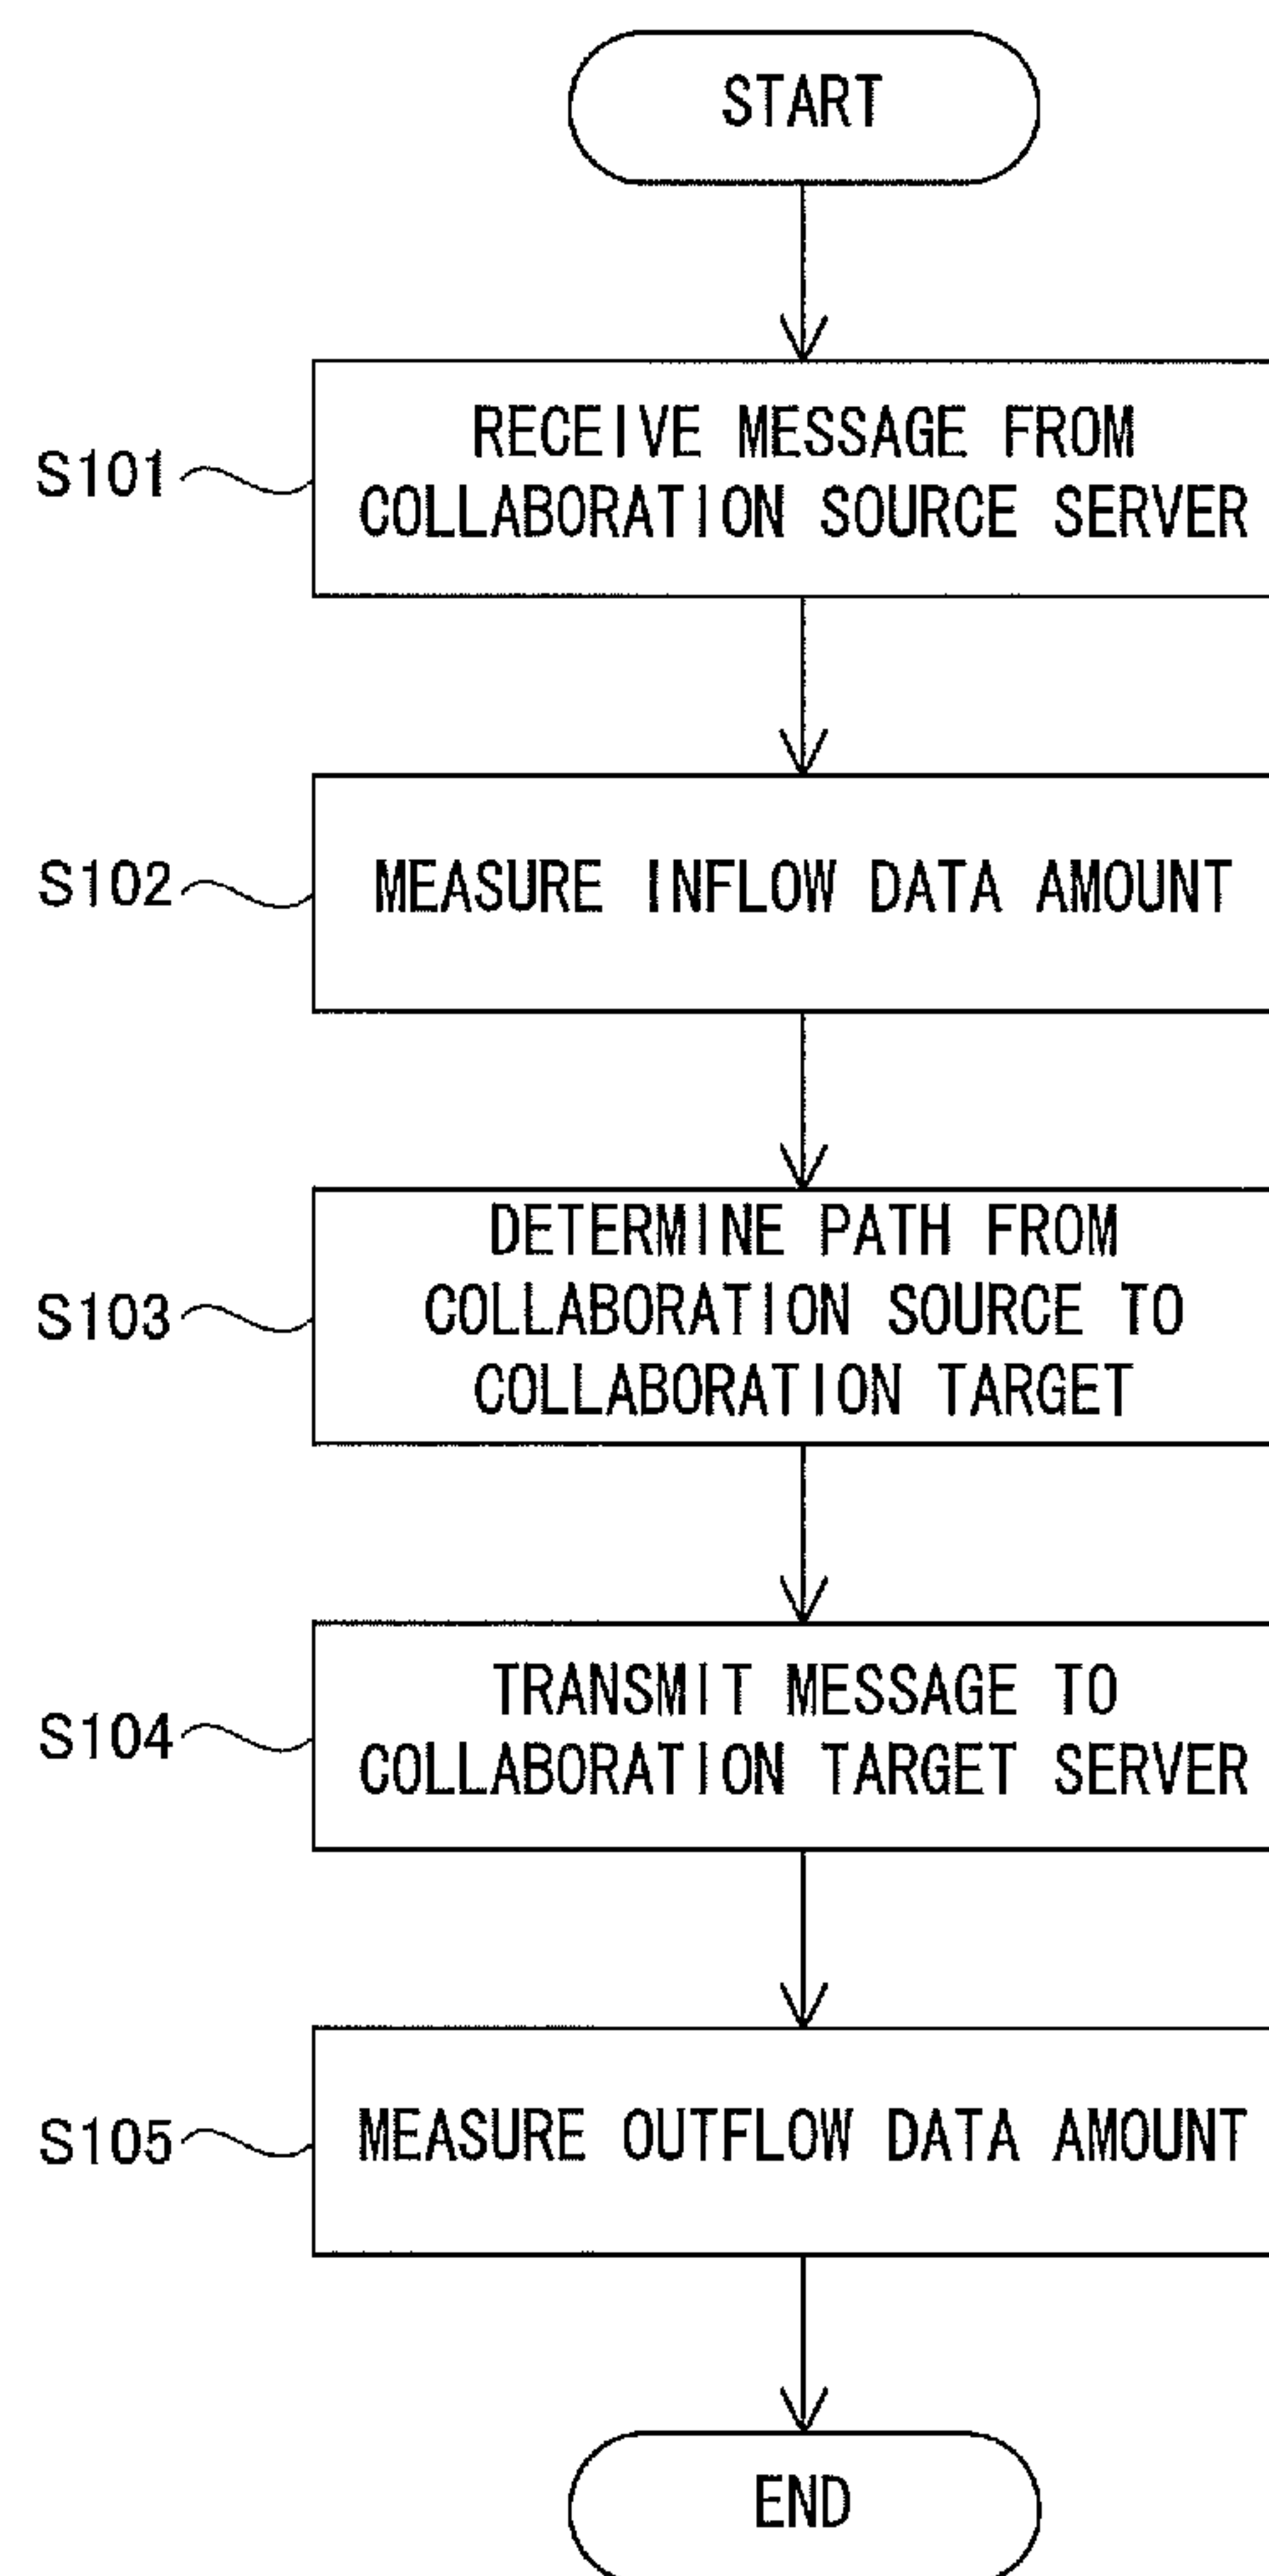 START
S101
RECEIVE MESSAGE FROM
COLLABORATION SOURCE SERVER
S102
MEASURE INFLOW DATA AMOUNT
S103
DETERMINE PATH FROM
COLLABORATION SOURCE TO
COLLABORATION TARGET
S104
TRANSMIT MESSAGE TO
COLLABORATION TARGET SERVER
S105
MEASURE OUTFLOW DATA AMOUNT
END